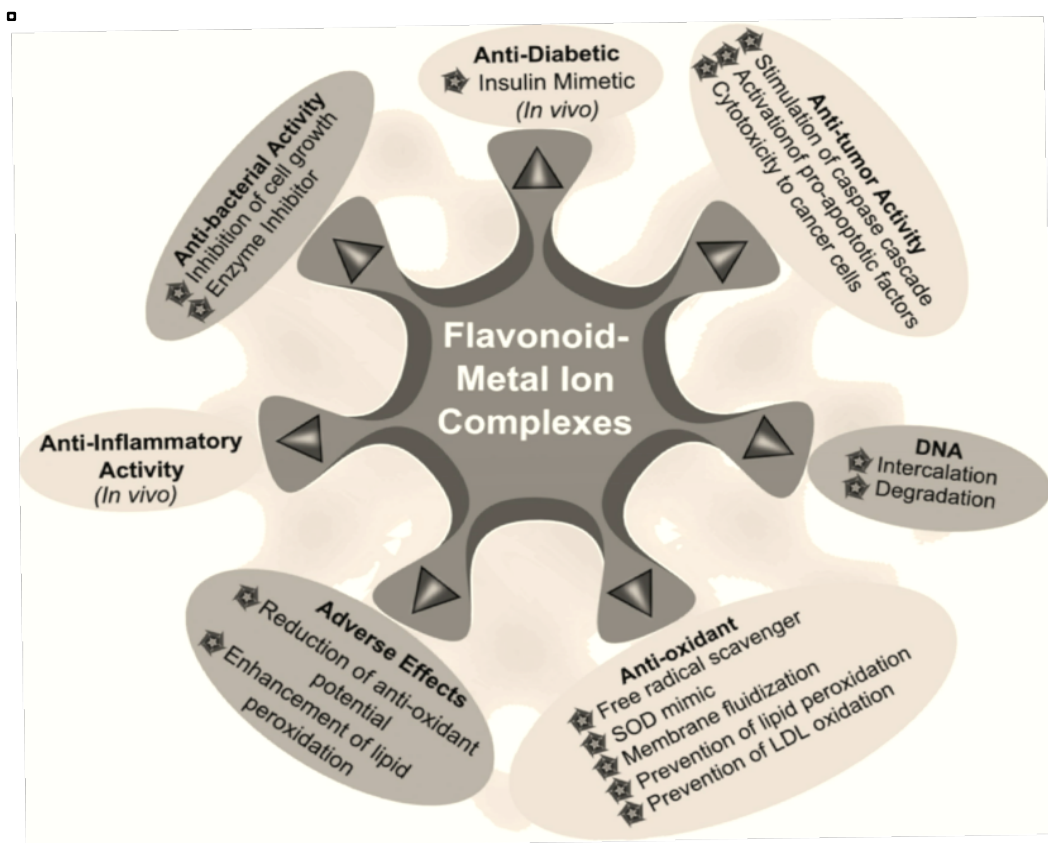 Anti-Diabetic
Insulin Mimetic
(In vivo)
Anti-tumor Activity
Stimulation of caspase cascade
Activationof pro-apoptotic factors
Cytotoxicity to cancer cells
Anti-bacterial Activity
Inhibition of cell growth
Enzyme Inhibitor
Flavonoid-
Metal Ion
Complexes
Anti-Inflammatory
Activity
(In vivo)
DNA
Intercalation
Degradation
Adverse Effects
Reduction of anti-oxidant
potential
Enhancement of lipid
peroxidation
Anti-oxidant
Free radical scavenger
SOD mimic
Membrane fluidization
Prevention of lipid peroxidation
Prevention of LDL oxidation